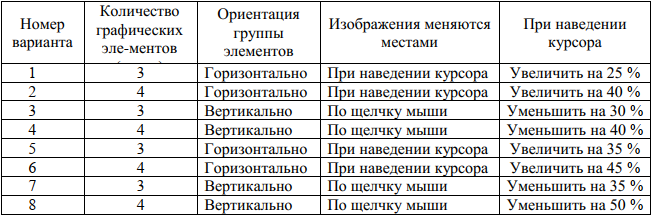 Номер варианта | Количество графических эле-ментов | Ориентация группы элементов | Изображения меняются местами | При наведении курсора
1 | 3 | Горизонтально | При наведении курсора | Увеличить на 25 %
2 | 4 | Горизонтально | При наведении курсора | Увеличить на 40 %
3 | 3 | Вертикально | По щелчку мыши | Уменьшить на 30 %
4 | 4 | Вертикально | По щелчку мыши | Уменьшить на 40 %
5 | 3 | Горизонтально | При наведении курсора | Увеличить на 35 %
6 | 4 | Горизонтально | При наведении курсора | Увеличить на 45 %
7 | 3 | Вертикально | По щелчку мыши | Уменьшить на 35 %
8 | 4 | Вертикально | По щелчку мыши | Уменьшить на 50 %